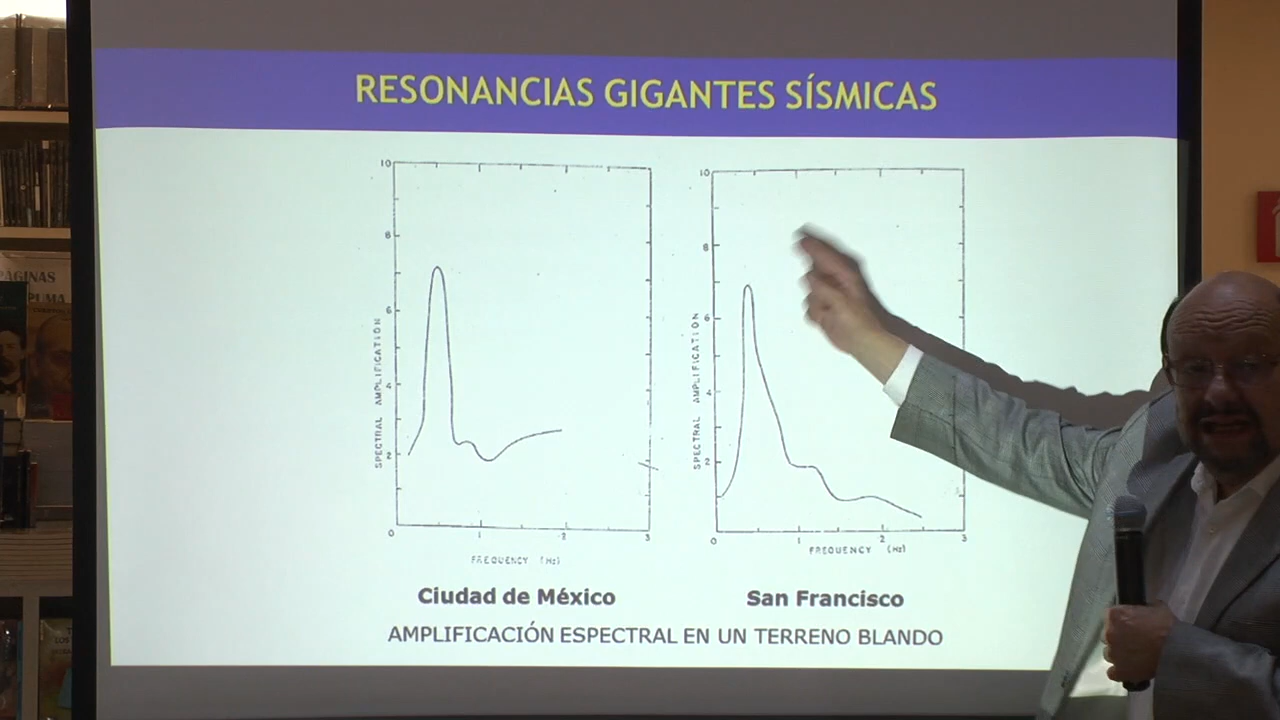 RESONANCIAS GIGANTES SÍSMICAS
10
8
6
4
2
0
1
2
3
SPECTRAL AMPLIFICATION
FREQUENCY (Hz)
10
8
6
4
2
0
1
2
3
SPECTRAL AMPLIFICATION
FREQUENCY (Hz)
Ciudad de México
San Francisco
AMPLIFICACIÓN ESPECTRAL EN UN TERRENO BLANDO
PÁGINAS
PUMA